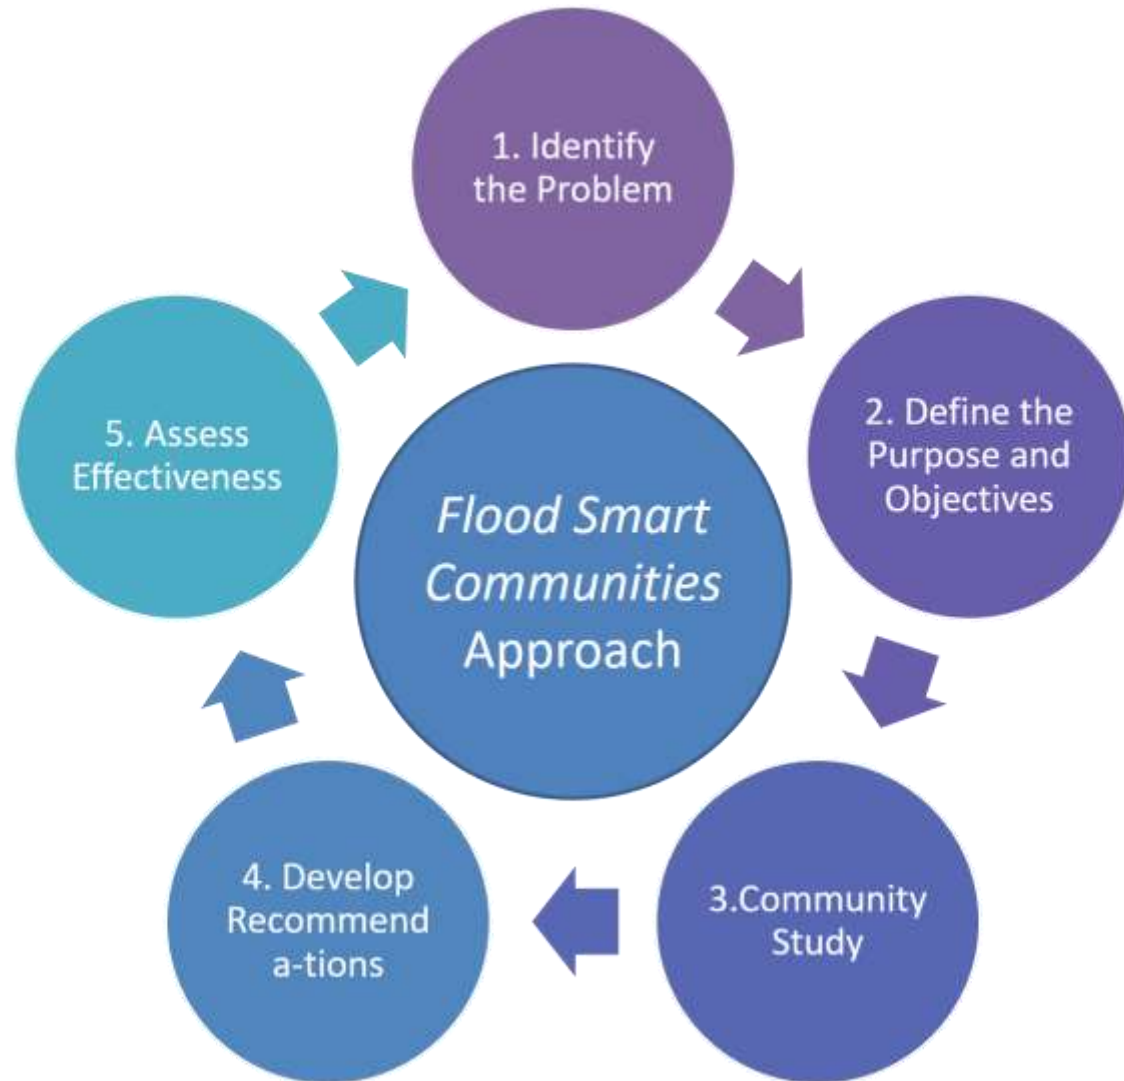 1. Identify
the Problem
2. Define the
Purpose and
Objectives
3.Community
Study
4. Develop
Recommend
a-tions
5. Assess
Effectiveness
Flood Smart
Communities
Approach